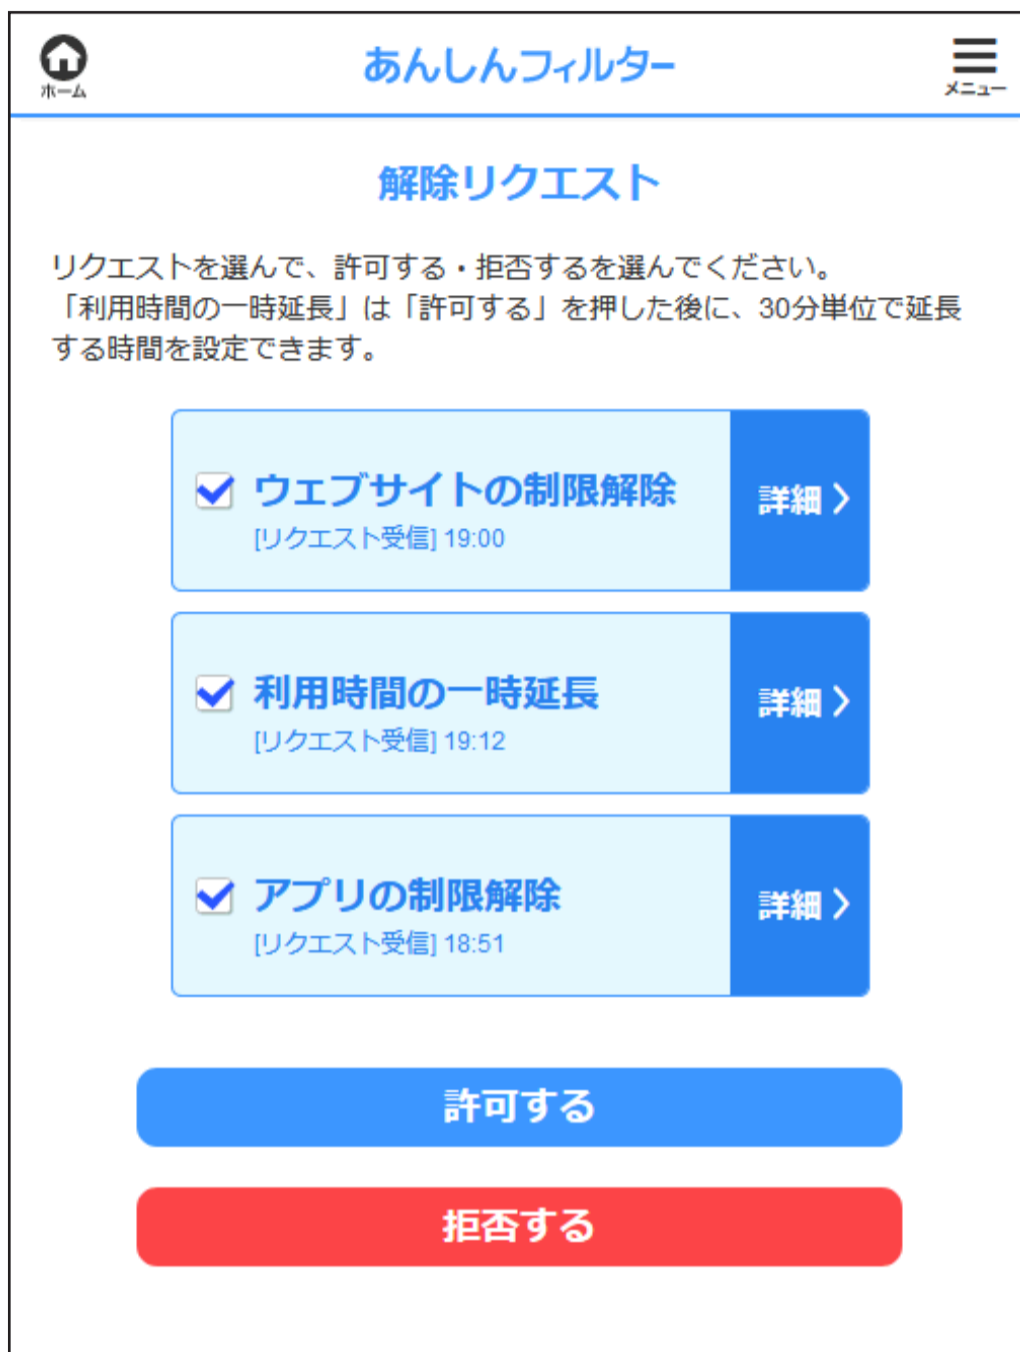 あんしんフィルター
ホーム
メニュー
解除リクエスト
リクエストを選んで、許可する・拒否するを選んでください。
「利用時間の一時延長」は「許可する」を押した後に、30分単位で延長
する時間を設定できます。
ウェブサイトの制限解除
[リクエスト受信] 19:00
詳細
利用時間の一時延長
[リクエスト受信] 19:12
詳細
アプリの制限解除
[リクエスト受信] 18:51
詳細
許可する
拒否する